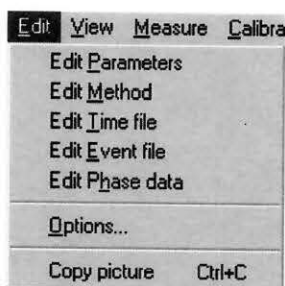 Edit View Measure Calibra
Edit Parameters
Edit Method
Edit Time file
Edit Event file
Edit Phase data
Options...
Copy picture Ctrl+C